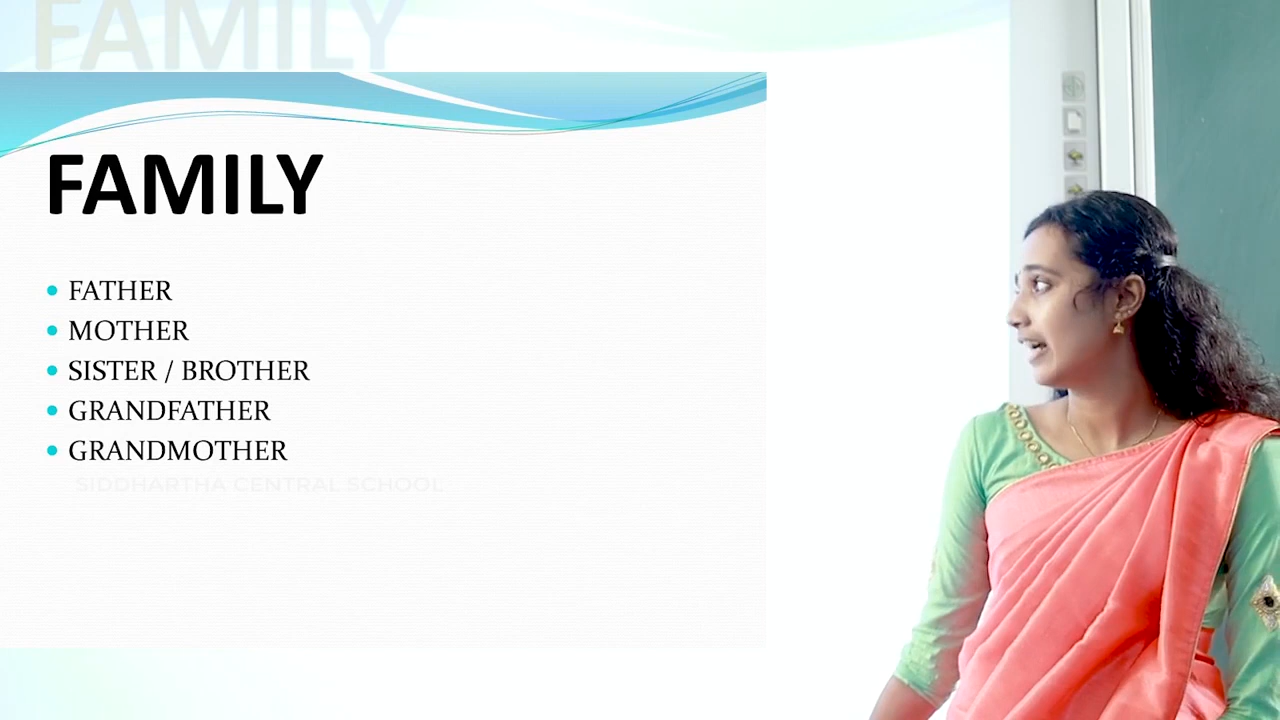 FAMILY
FAMILY
FATHER
MOTHER
SISTER / BROTHER
GRANDFATHER
GRANDMOTHER
SIDDHARTHA CENTRAL SCHOOL